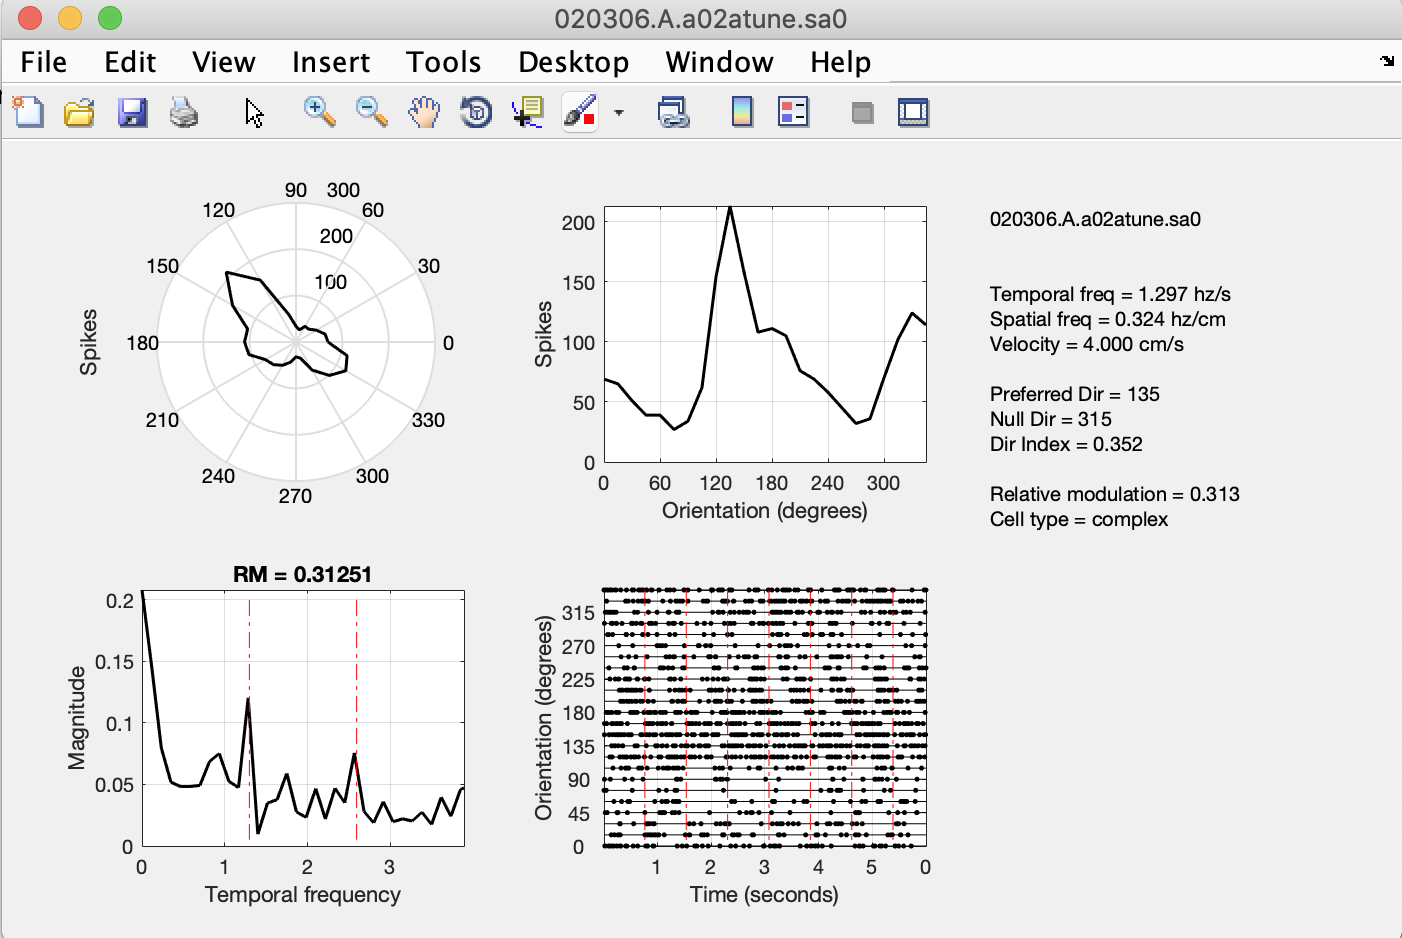 020306.A.a02atune.sa0
File Edit View Insert Tools Desktop Window Help
90 300
120 60
200
150 30
100
180 0
210 330
240 300
270
Spikes
200
150
100
50
0
0 60 120 180 240 300
Orientation (degrees)
Spikes
020306.A.a02atune.sa0
Temporal freq = 1.297 hz/s
Spatial freq = 0.324 hz/cm
Velocity = 4.000 cm/s
Preferred Dir = 135
Null Dir = 315
Dir Index = 0.352
Relative modulation = 0.313
Cell type = complex
RM = 0.31251
0.2
0.15
0.1
0.05
0
0 1 2 3
Temporal frequency
Magnitude
315
270
225
180
135
90
45
0
1 2 3 4 5 0
Time (seconds)
Orientation (degrees)